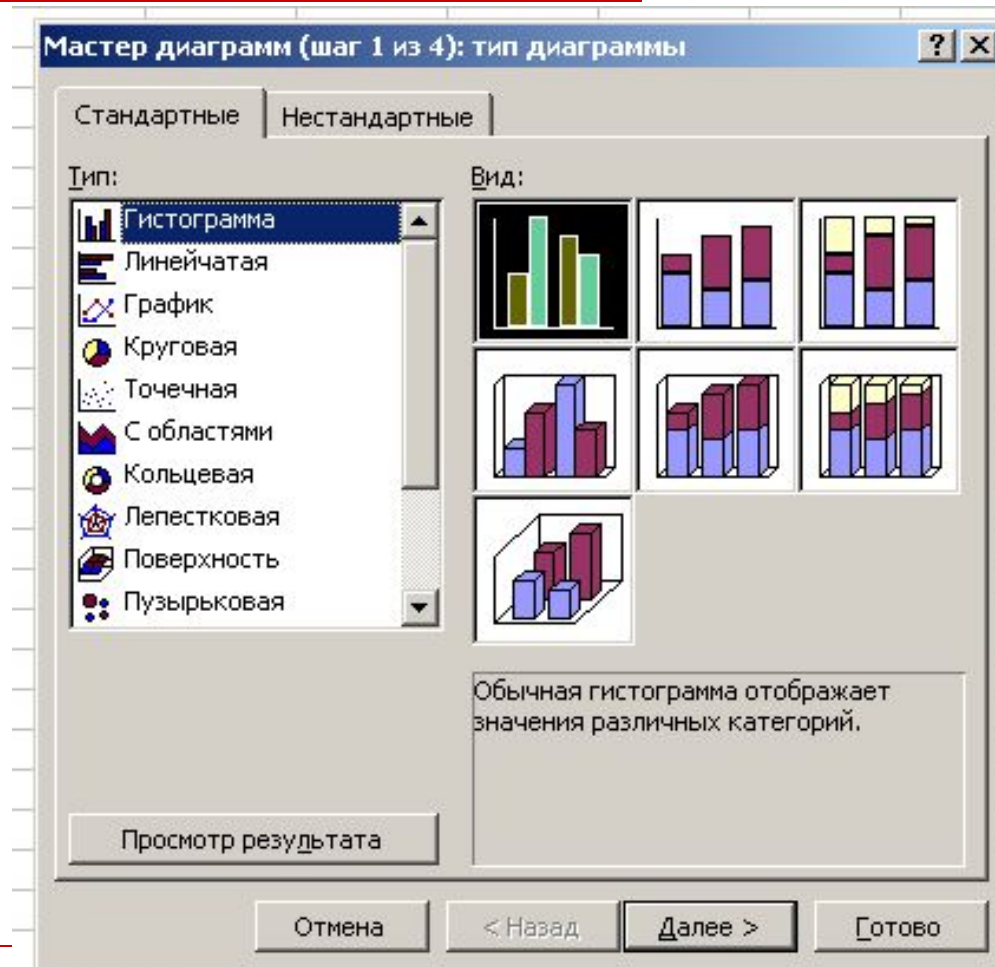 Мастер диаграмм (шаг 1 из 4): тип диаграммы
Стандартные
Нестандартные
Тип:
Вид:
Гистограмма
Линейчатая
График
Круговая
Точечная
С областями
Кольцевая
Лепестковая
Поверхность
Пузырьковая
Обычная гистограмма отображает
значения различных категорий.
Просмотр результата
Отмена
< Назад
Далее >
Готово